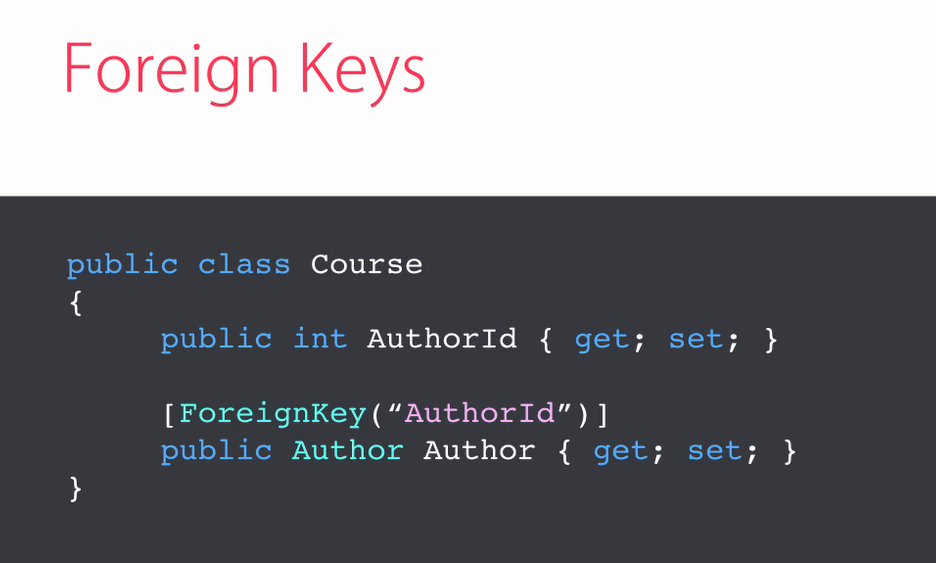 Foreign Keys
public class Course
{
public int AuthorId { get; set; }
[ForeignKey(“AuthorId”)]
public Author Author { get; set; }
}